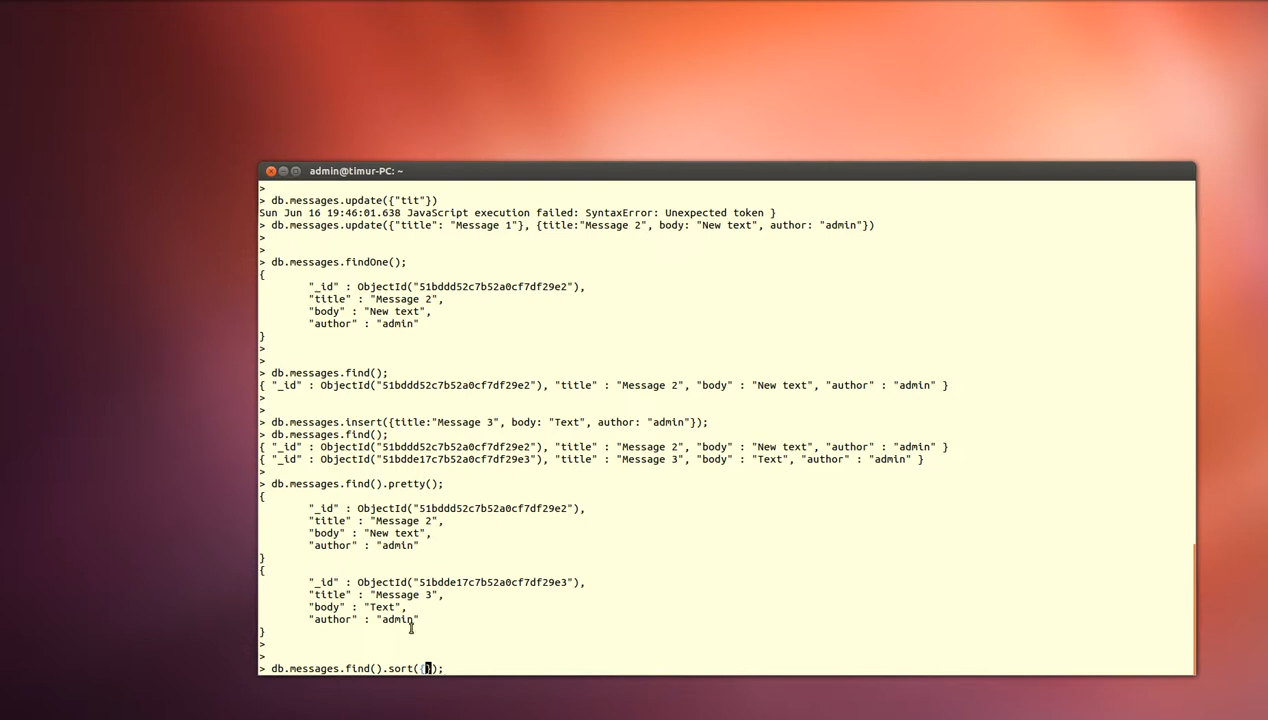 admin@timur-PC: ~
>
> db.messages.update({"tit"})
Sun Jun 16 19:46:01.638 JavaScript execution failed: SyntaxError: Unexpected token }
> db.messages.update({"title": "Message 1"}, {title:"Message 2", body: "New text", author: "admin"})
>
>
> db.messages.findOne();
{
"_id" : ObjectId("51bddd52c7b52a0cf7df29e2"),
"title" : "Message 2",
"body" : "New text",
"author" : "admin"
}
>
>
> db.messages.find();
{ "_id" : ObjectId("51bddd52c7b52a0cf7df29e2"), "title" : "Message 2", "body" : "New text", "author" : "admin" }
>
>
> db.messages.insert({title:"Message 3", body: "Text", author: "admin"});
> db.messages.find();
{ "_id" : ObjectId("51bddd52c7b52a0cf7df29e2"), "title" : "Message 2", "body" : "New text", "author" : "admin" }
{ "_id" : ObjectId("51bdde17c7b52a0cf7df29e3"), "title" : "Message 3", "body" : "Text", "author" : "admin" }
>
> db.messages.find().pretty();
{
"_id" : ObjectId("51bddd52c7b52a0cf7df29e2"),
"title" : "Message 2",
"body" : "New text",
"author" : "admin"
}
{
"_id" : ObjectId("51bdde17c7b52a0cf7df29e3"),
"title" : "Message 3",
"body" : "Text",
"author" : "admin"
}
>
>
> db.messages.find().sort({});